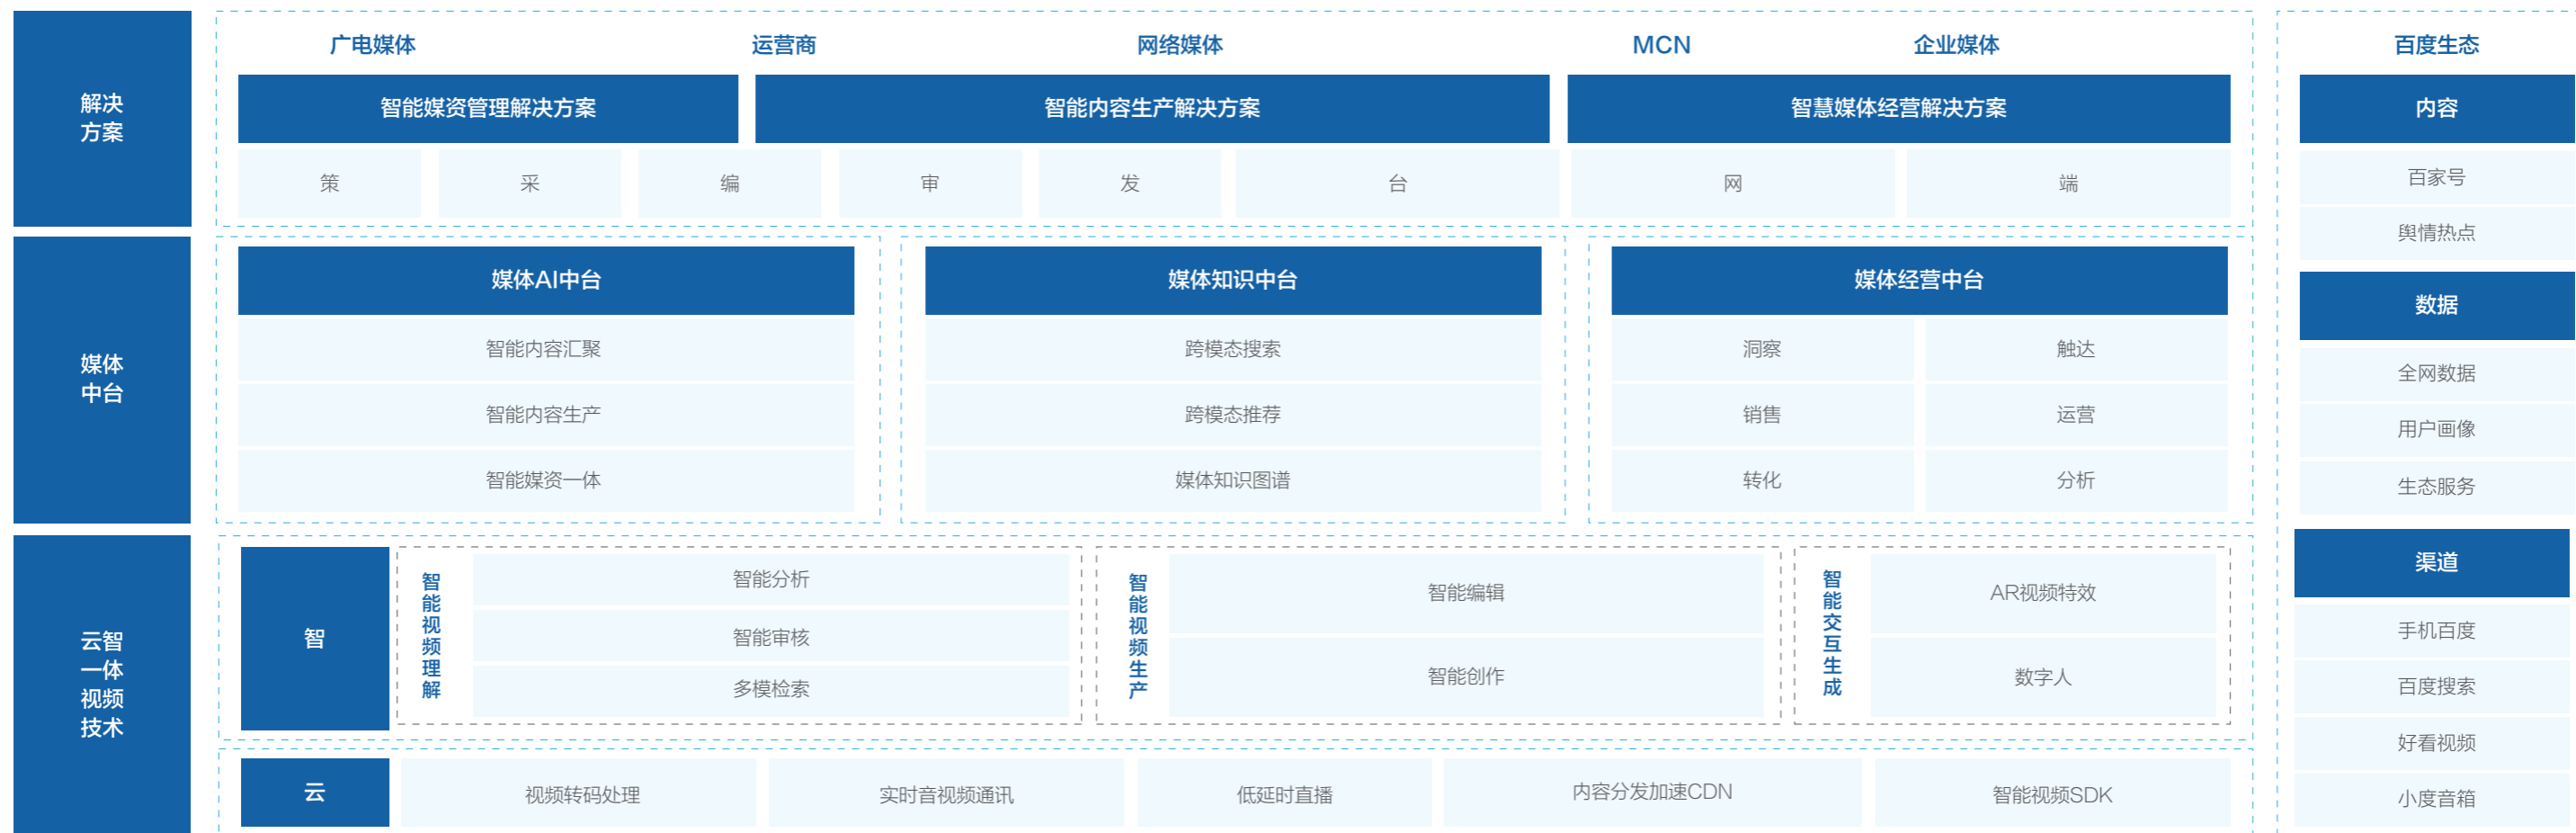 解决
方案
广电媒体
运营商
网络媒体
MCN
企业媒体
智能媒资管理解决方案
智能内容生产解决方案
智慧媒体经营解决方案
策
采
编
审
发
台
网
端
媒体
中台
媒体AI中台
智能内容汇聚
智能内容生产
智能媒资一体
媒体知识中台
跨模态搜索
跨模态推荐
媒体知识图谱
媒体经营中台
洞察
触达
销售
运营
转化
分析
云智
一体
视频
技术
智
智能视频理解
智能分析
智能审核
多模检索
智能视频生产
智能编辑
智能创作
智能交互生成
AR视频特效
数字人
云
视频转码处理
实时音视频通讯
低延时直播
内容分发加速CDN
智能视频SDK
百度生态
内容
百家号
舆情热点
数据
全网数据
用户画像
生态服务
渠道
手机百度
百度搜索
好看视频
小度音箱